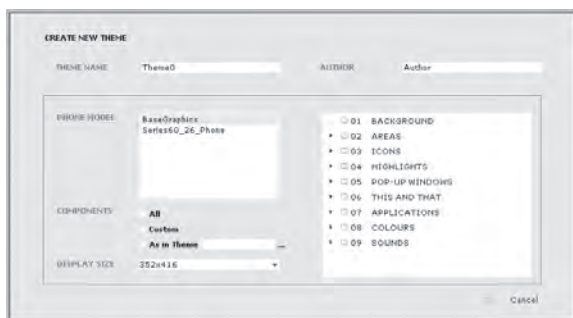 CREATE NEW THEME
THEME NAME Theme0 AUTHOR Author
PHONE MODEL
BaseGraphics
Series60_26_Phone
COMPONENTS
All
Custom
As in Theme ...
DISPLAY SIZE 352x416
01 BACKGROUND
02 AREAS
03 ICONS
04 HIGHLIGHTS
05 POP-UP WINDOWS
06 THIS AND THAT
07 APPLICATIONS
08 COLOURS
09 SOUNDS
Cancel